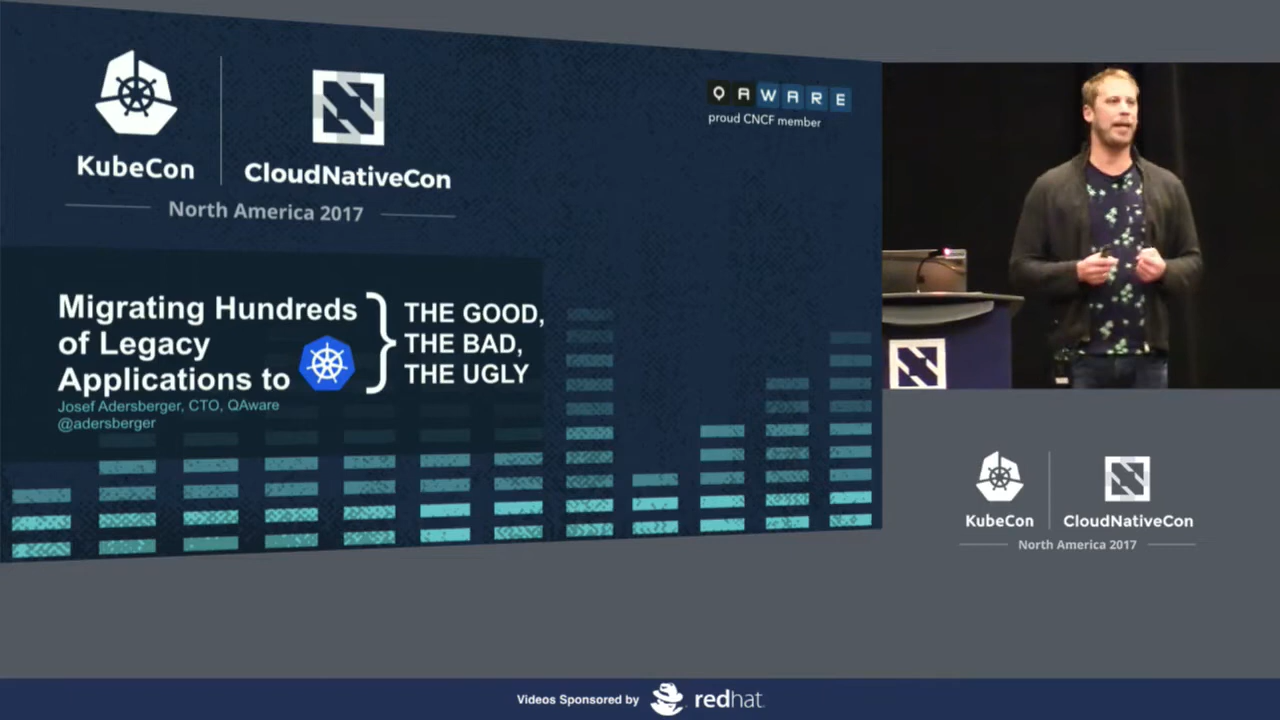 KubeCon
CloudNativeCon
North America 2017
QAWARE
proud CNCF member
Migrating Hundreds
of Legacy
Applications to
THE GOOD,
THE BAD,
THE UGLY
Josef Adersberger, CTO, QAware
@adersberger
KubeCon
CloudNativeCon
North America 2017
Videos Sponsored by redhat.